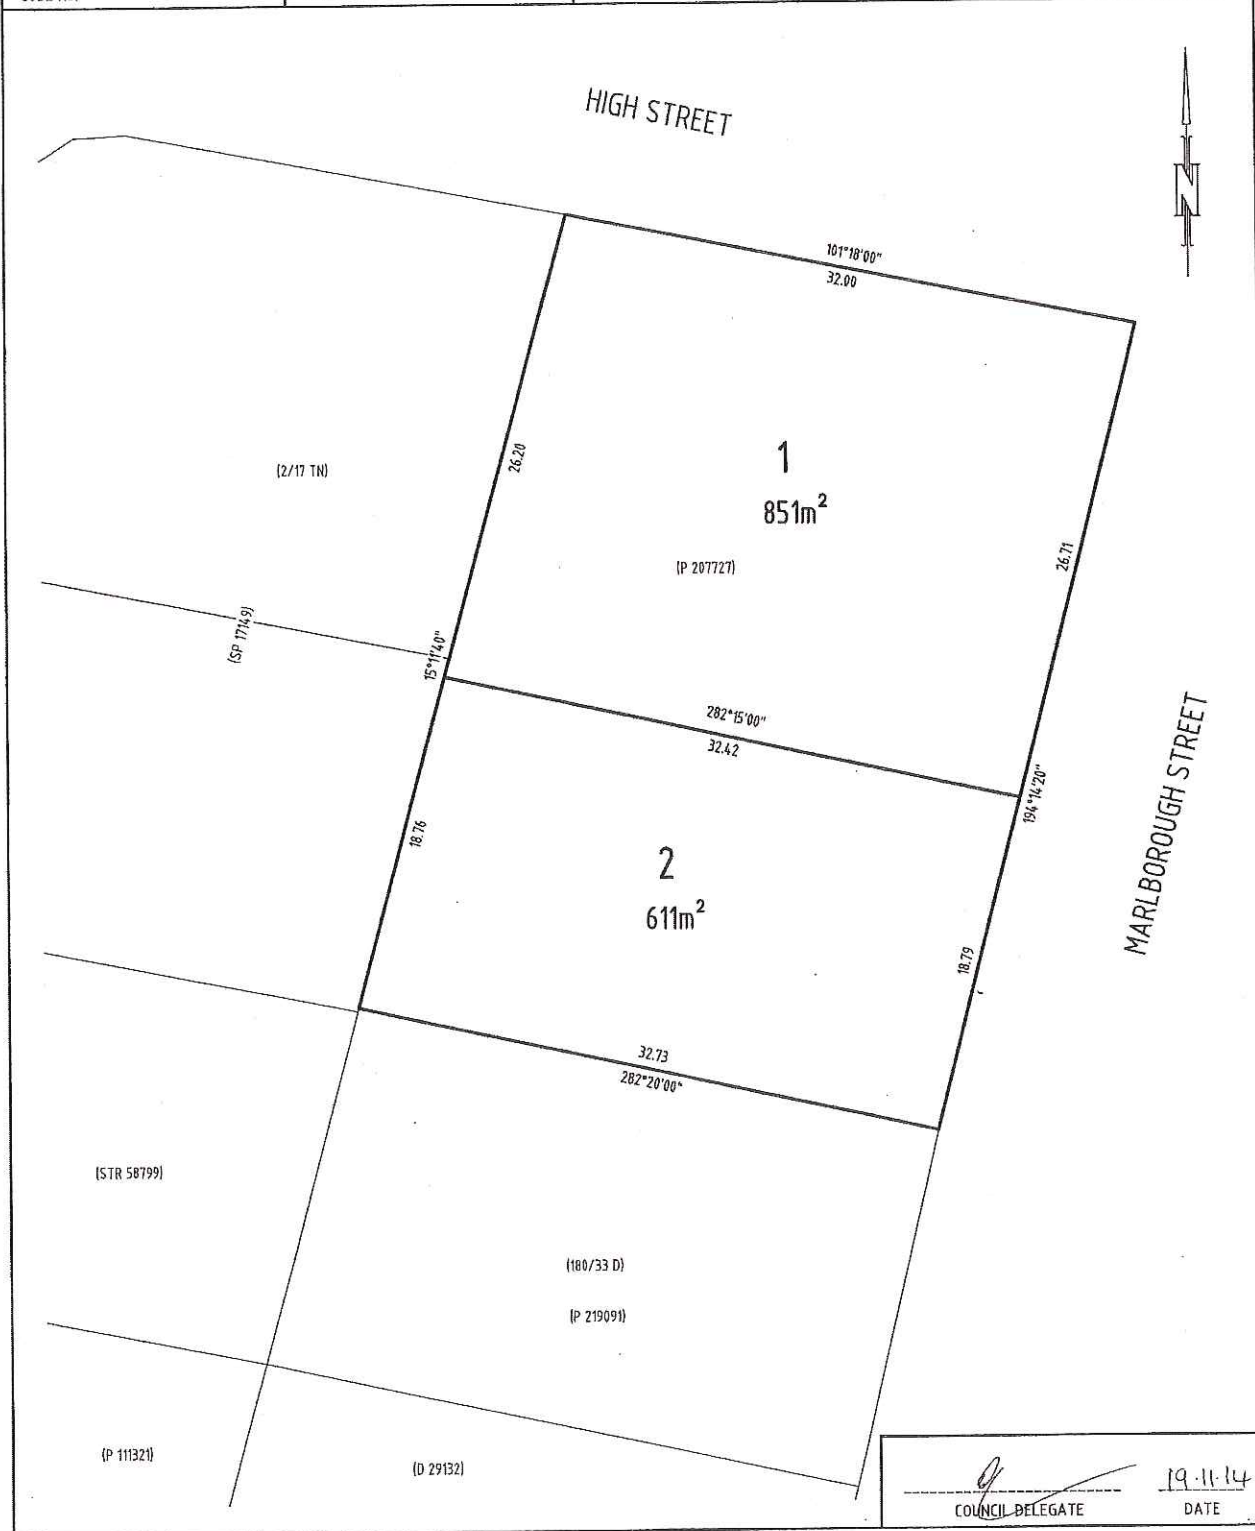 HIGH STREET
N
101°18'00"
32.00
26.20
(2/17 TN)
1
851m²
26.71
(P 207727)
(SP 17149)
15°11'40"
282°15'00"
32.42
194°14'20"
MARLBOROUGH STREET
18.76
2
611m²
18.79
32.73
282°20'00"
(STR 58799)
(180/33 D)
(P 219091)
(P 111321)
(D 29132)
19.11.14
COUNCIL DELEGATE
DATE